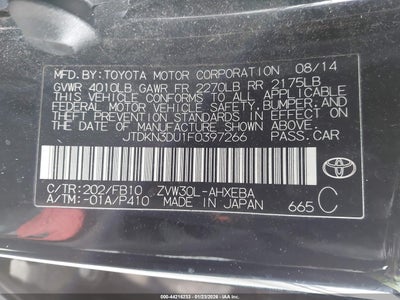 MFD. BY: TOYOTA MOTOR CORPORATION 08/14
GVWR 4010LB, GAWR FR 2270LB RR 2175LB
THIS VEHICLE CONFORMS TO ALL APPLICABLE
FEDERAL MOTOR VEHICLE SAFETY, BUMPER, AND
THEFT PREVENTION STANDARDS IN EFFECT ON
THE DATE OF MANUFACTURE SHOWN ABOVE.
JTDKN3DU1F0397266 PASS.CAR
C/TR: 202/FB10 ZVW30L-AHXEBA
A/TM: -01A/P410 MADE IN JAPAN 665 C
TOYOTA
000-44216253 - 01/23/2026 - IAA